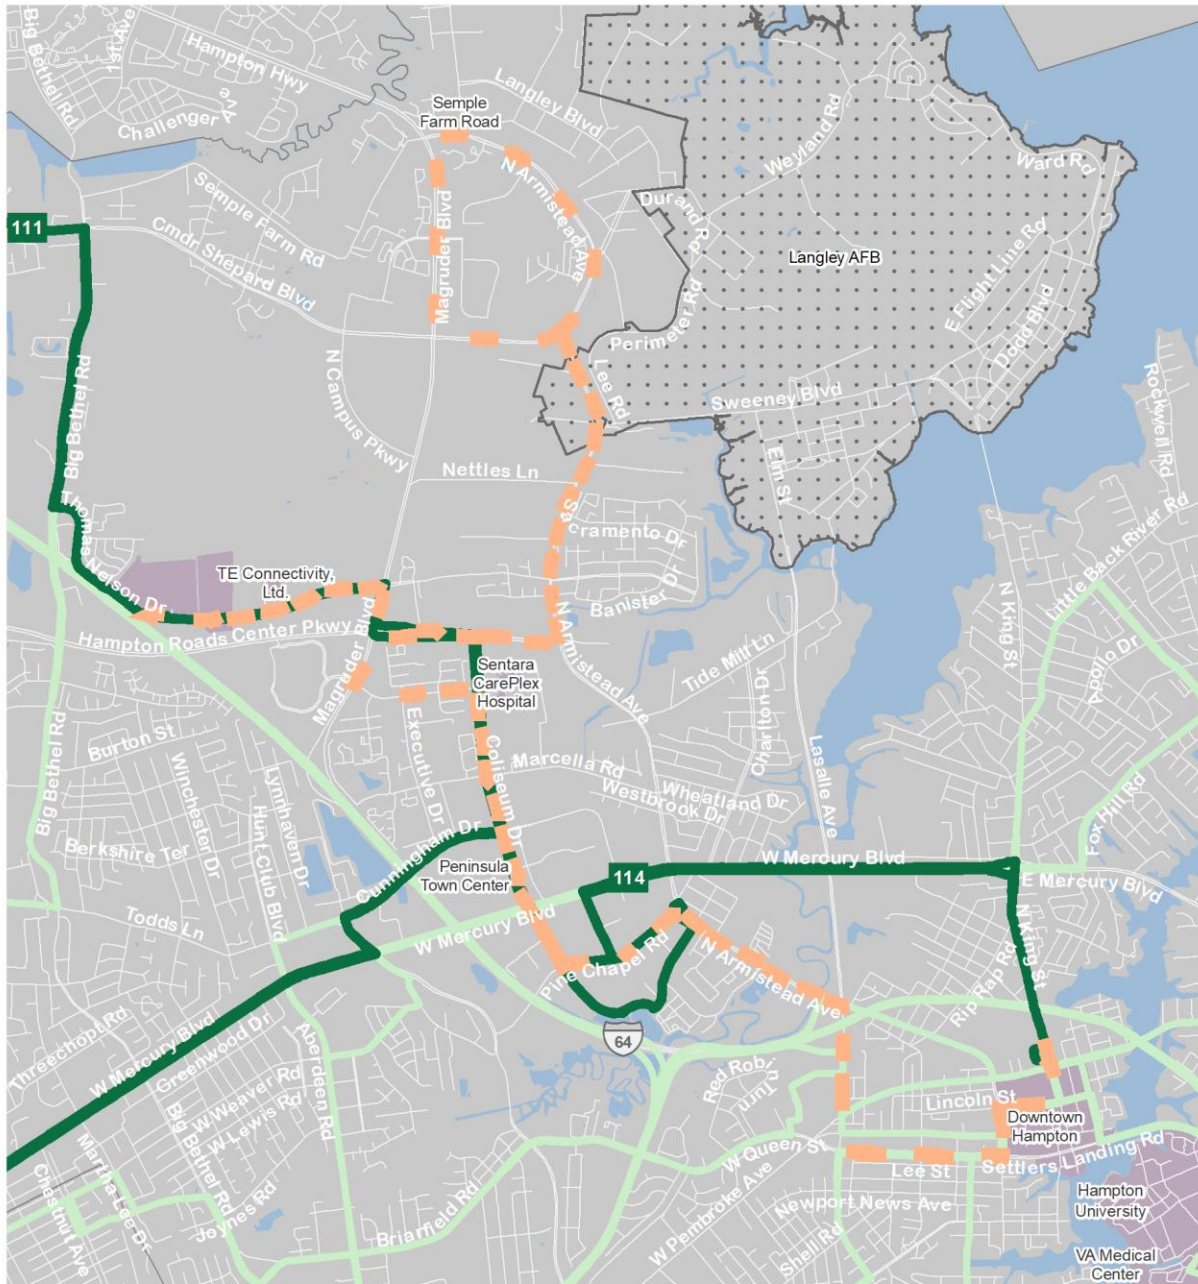 Big Bethel Rd
1st Ave
Hampton Hwy
Challenger Ave
Langley Blvd
Semple
Farm Road
N Armistead Ave
Weyland Rd
Ward Rd
Durand Rd
Semple Farm Rd
Magruder Blvd
111
Cmdr Shepard Blvd
Langley AFB
E Flight Line Rd
Dodd Blvd
Perimeter Rd
Lee Rd
N Campus Pkwy
Big Bethel Rd
Sweeney Blvd
Rockwell Rd
Elm St
Nettles Ln
Thomas
Nelson Dr
Sacramento Dr
TE Connectivity,
Ltd.
Banister Dr
N King St
Little Back River Rd
Hampton Roads Center Pkwy
N Armistead Ave
Tide Mill Ln
Apollo Dr
Magruder Blvd
Sentara
CarePlex
Hospital
Charlton Dr
Lasalle Ave
Big Bethel Rd
Burton St
Winchester Dr
Lynnhaven Dr
Hunt Club Blvd
Executive Dr
Coliseum Dr
Marcella Rd
Wheatland Dr
Westbrook Dr
Fox Hill Rd
Berkshire Ter
Cunningham Dr
Peninsula
Town Center
114
W Mercury Blvd
E Mercury Blvd
Todds Ln
W Mercury Blvd
N King St
Pine Chapel Rd
N Armistead Ave
Rip Rap Rd
Threechopt Rd
W Mercury Blvd
Greenwood Dr
Aberdeen Rd
64
Red Robin
Turn
W Weaver Rd
W Lewis Rd
Lincoln St
Downtown
Hampton
Big Bethel Rd
Martha Lee Dr
Chestnut Ave
Joynes Rd
Briarfield Rd
W Queen St
Lee St
Settlers Landing Rd
W Pembroke Ave
Newport News Ave
Shell Rd
Hampton
University
VA Medical
Center